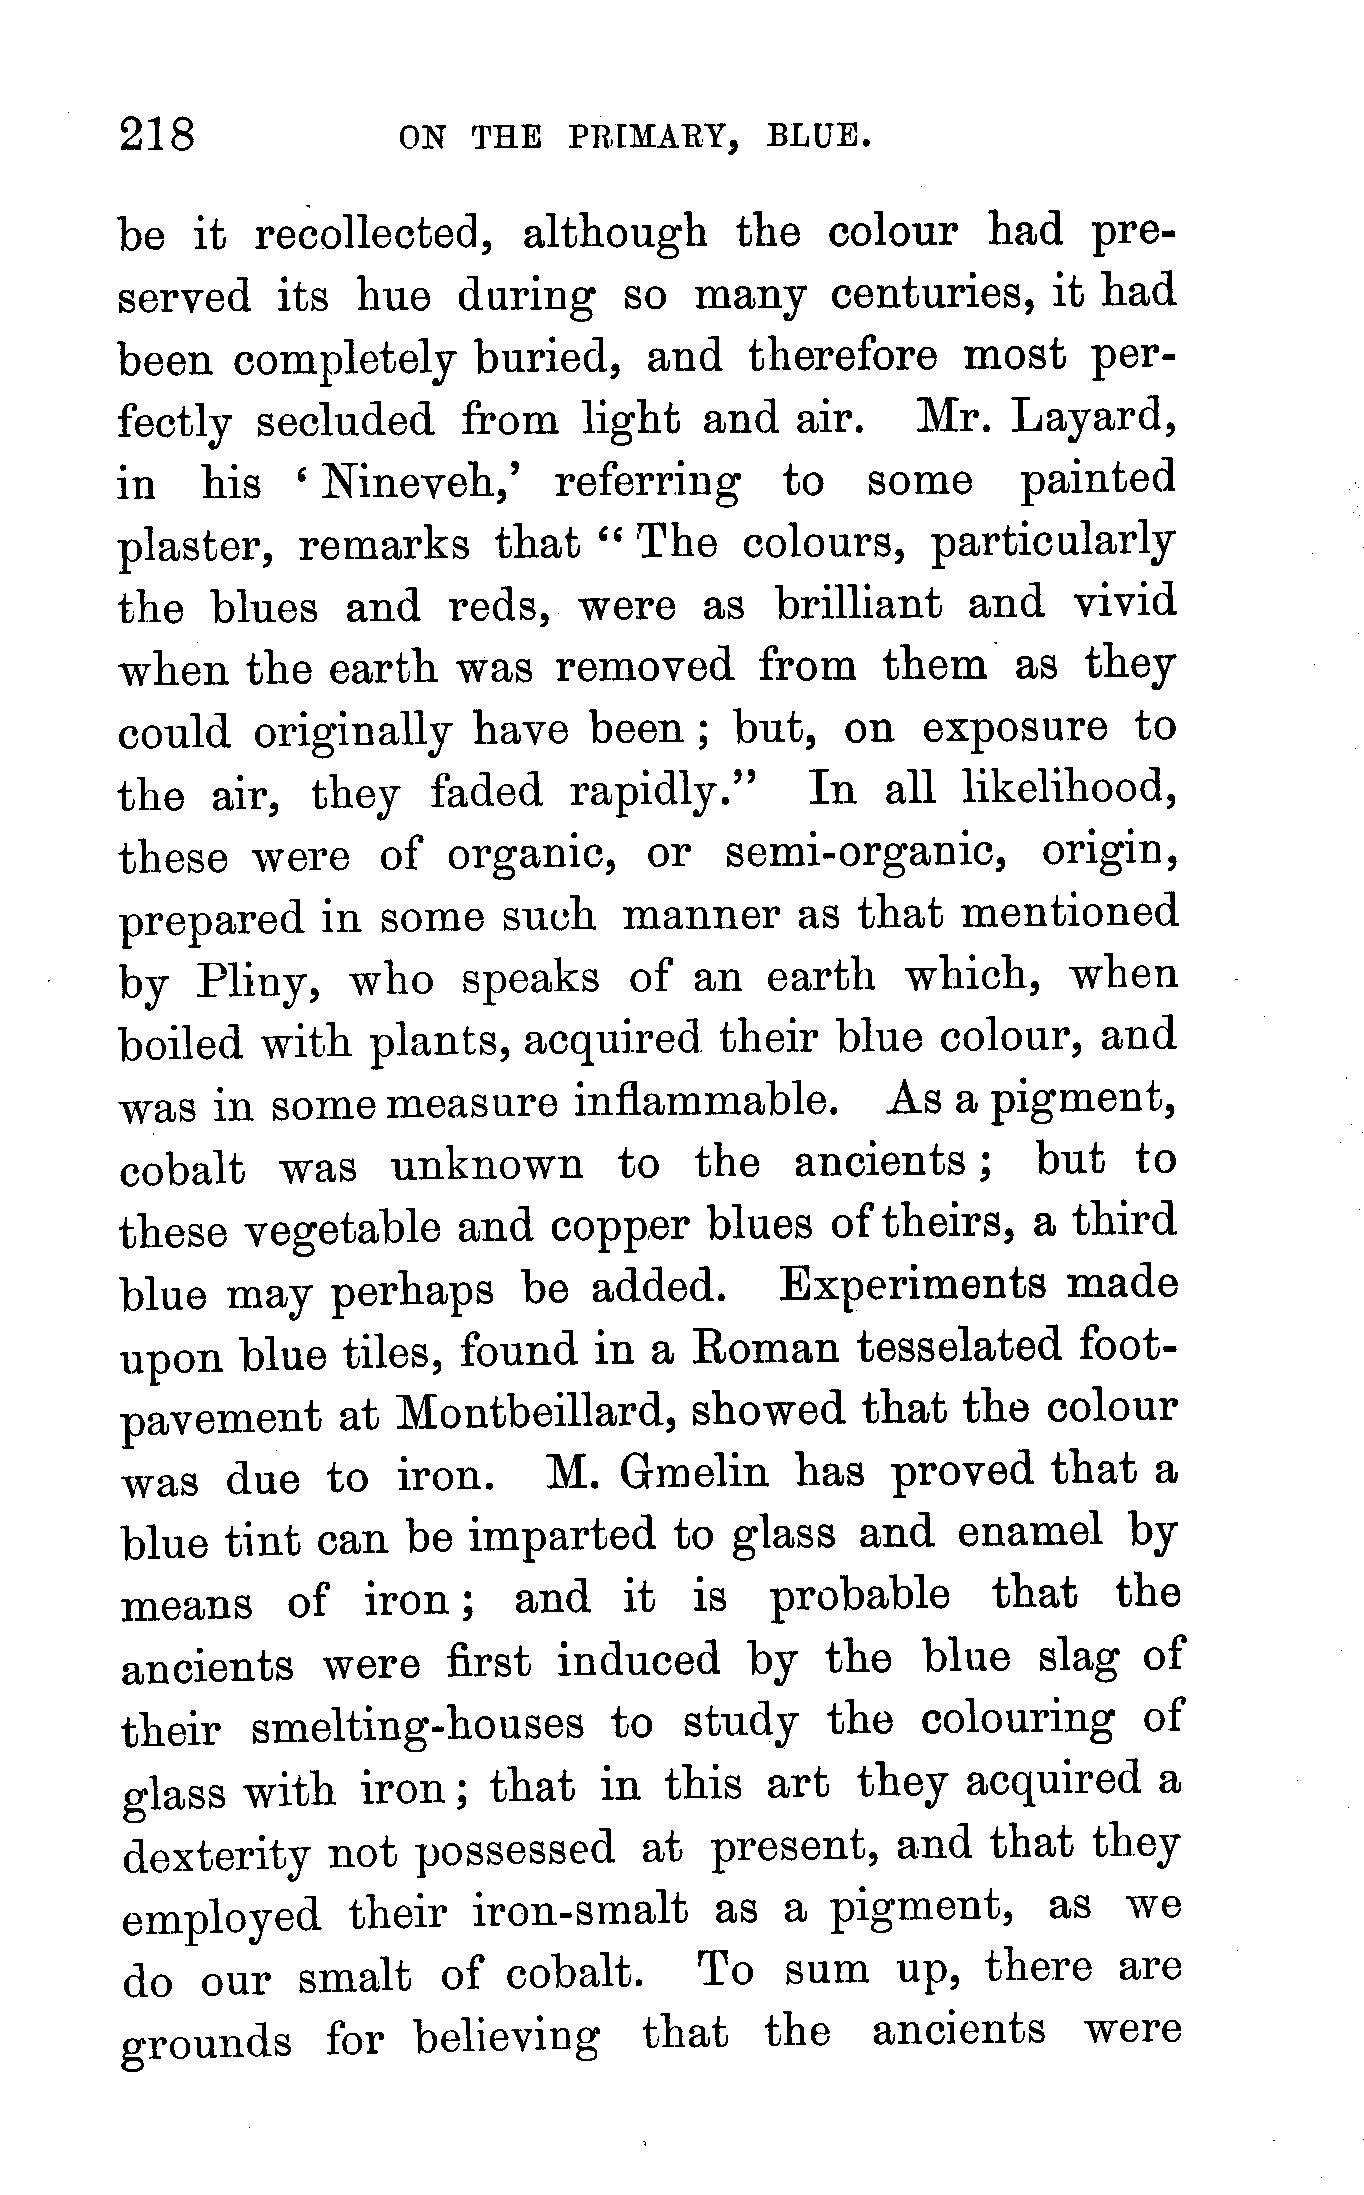 218 ON THE PRIMARY, BLUE.
be it recollected, although the colour had pre-
served its hue during so many centuries, it had
been completely buried, and therefore most per-
fectly secluded from light and air. Mr. Layard,
in his ‘ Nineveh,’ referring to some painted
plaster, remarks that “ The colours, particularly
the blues and reds, were as brilliant and vivid
when the earth was removed from them as they
could originally have been ; but, on exposure to
the air, they faded rapidly.” In all likelihood,
these were of organic, or semi-organic, origin,
prepared in some such manner as that mentioned
by Pliny, who speaks of an earth which, when
boiled with plants, acquired their blue colour, and
was in some measure inflammable. As a pigment,
cobalt was unknown to the ancients ; but to
these vegetable and copper blues of theirs, a third
blue may perhaps be added. Experiments made
upon blue tiles, found in a Roman tesselated foot-
pavement at Montbeillard, showed that the colour
was due to iron. M. Gmelin has proved that a
blue tint can be imparted to glass and enamel by
means of iron ; and it is probable that the
ancients were first induced by the blue slag of
their smelting-houses to study the colouring of
glass with iron ; that in this art they acquired a
dexterity not possessed at present, and that they
employed their iron-smalt as a pigment, as we
do our smalt of cobalt. To sum up, there are
grounds for believing that the ancients were